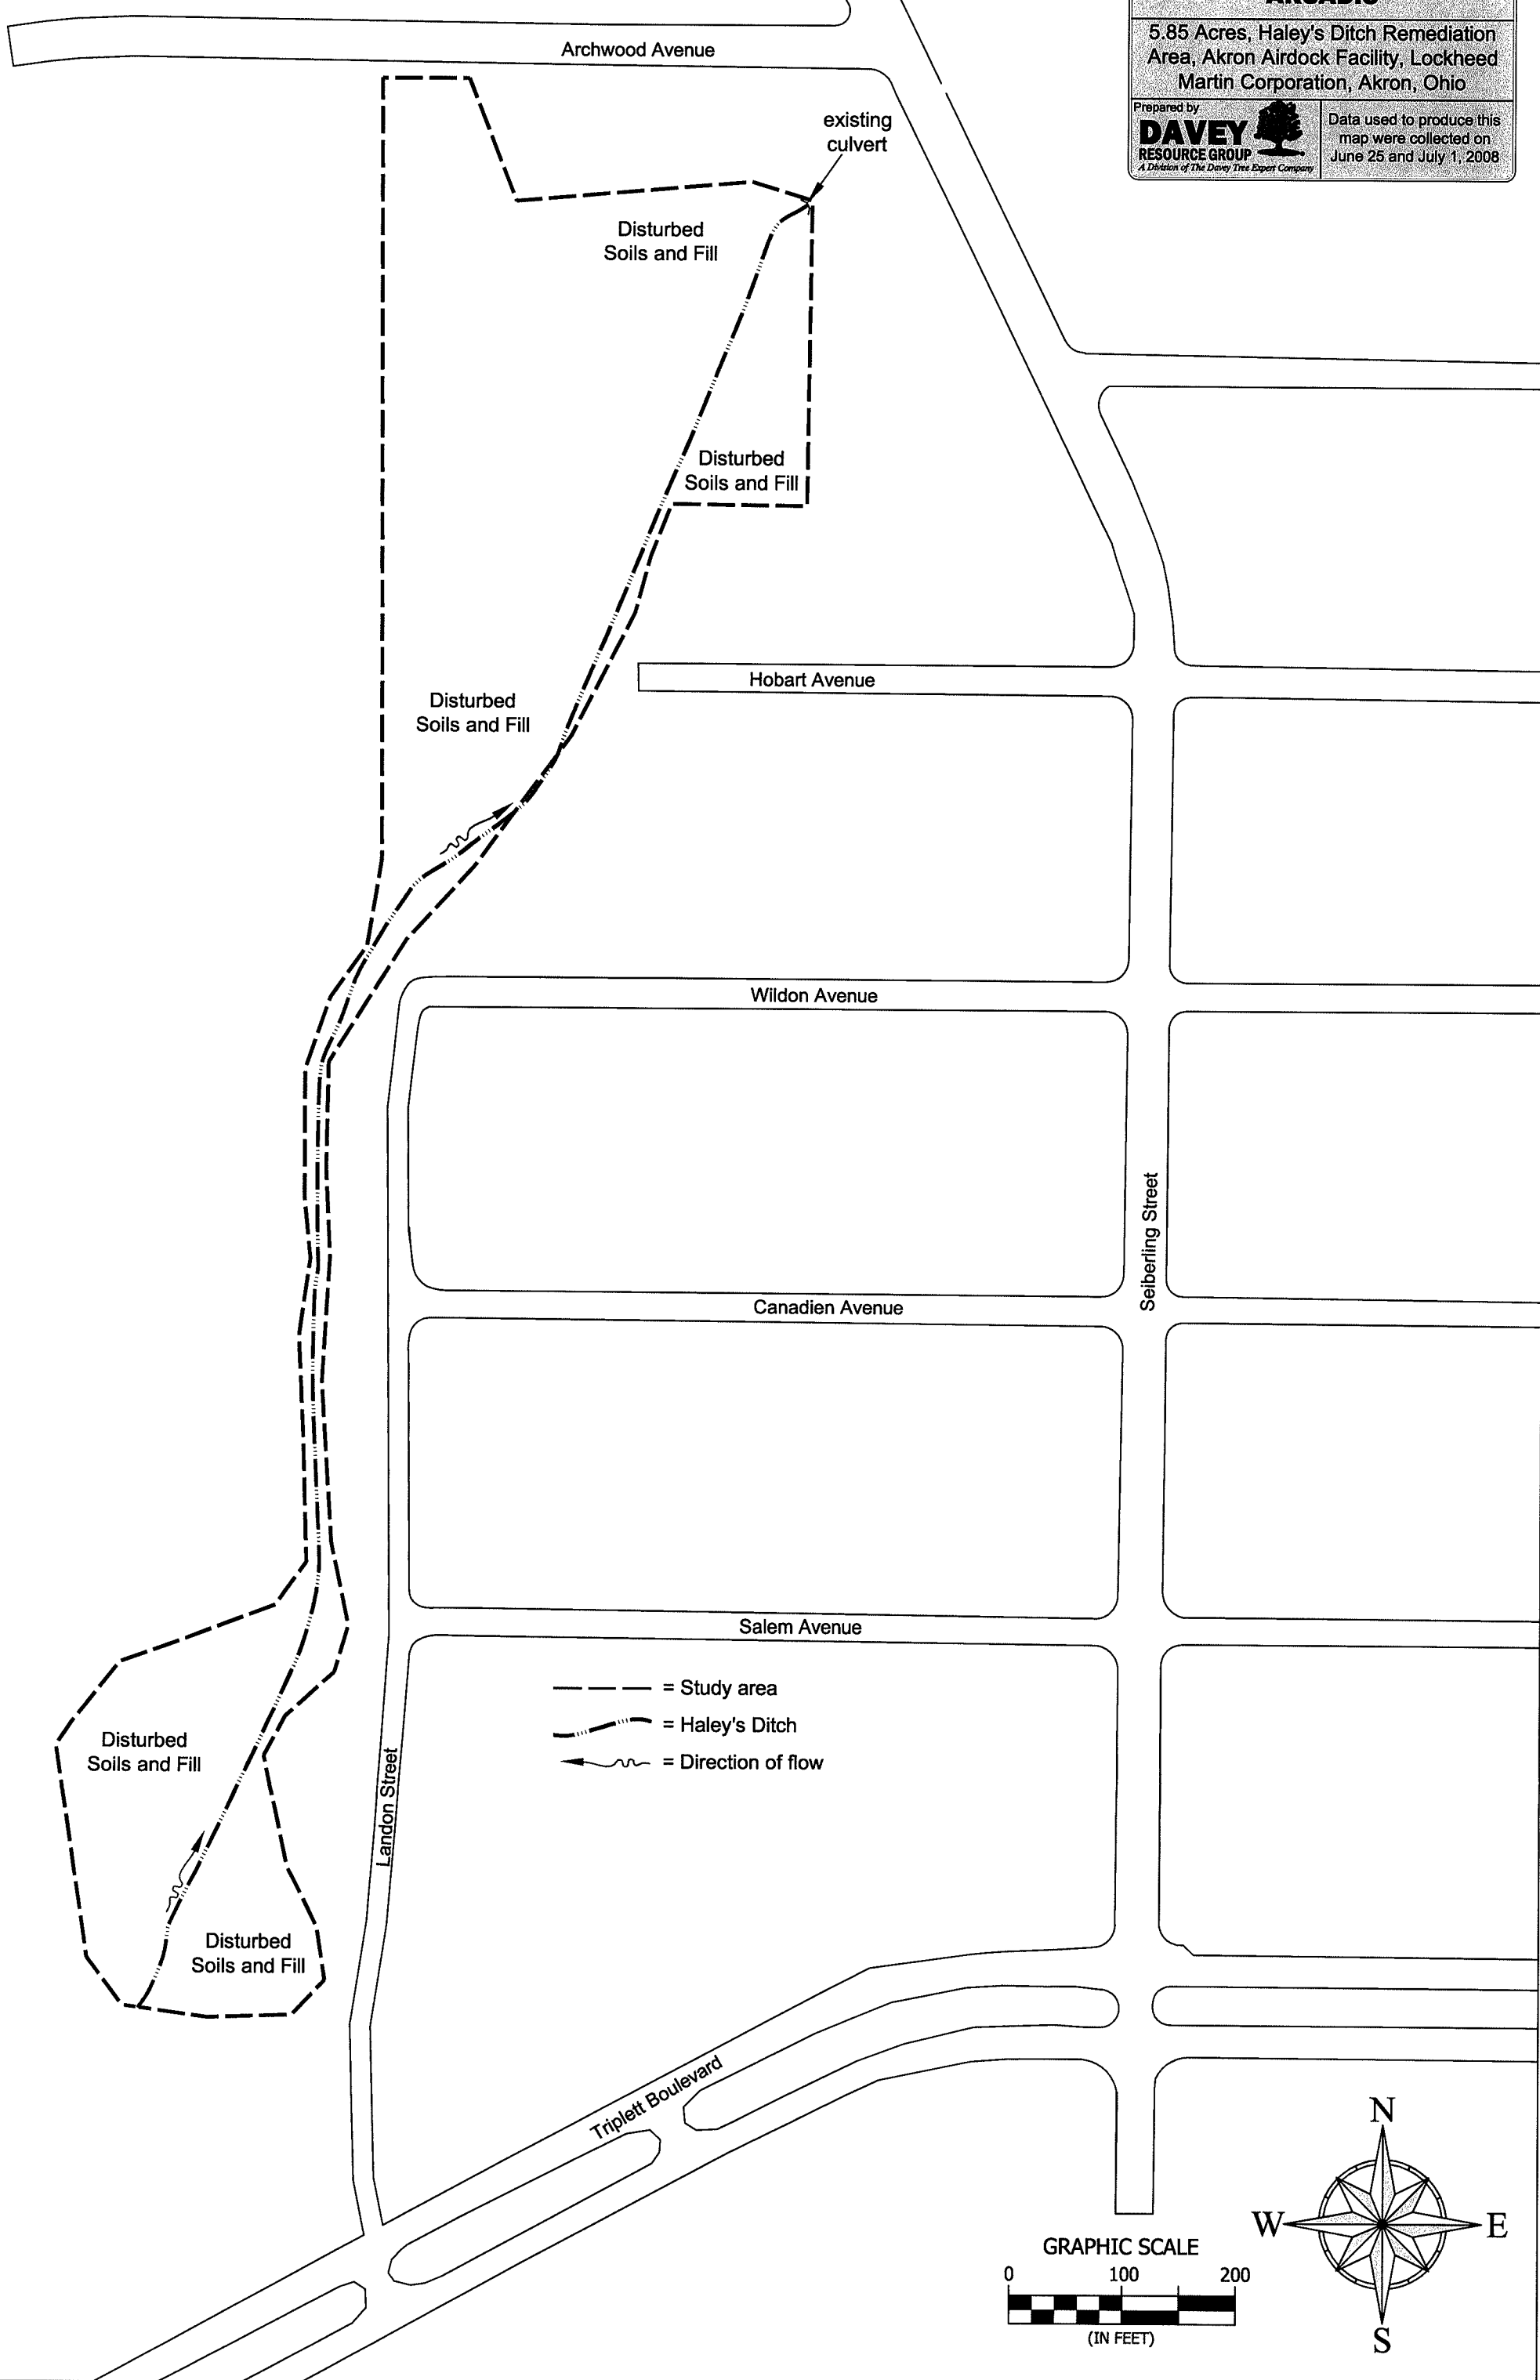 ARCADIS
5.85 Acres, Haley's Ditch Remediation
Area, Akron Airdock Facility, Lockheed
Martin Corporation, Akron, Ohio
Prepared by
DAVEY
RESOURCE GROUP
A Division of The Davey Tree Expert Company
Data used to produce this
map were collected on
June 25 and July 1, 2008
Archwood Avenue
existing
culvert
Disturbed
Soils and Fill
Disturbed
Soils and Fill
Hobart Avenue
Disturbed
Soils and Fill
Wildon Avenue
Seiberling Street
Canadien Avenue
Salem Avenue
= Study area
= Haley's Ditch
= Direction of flow
Disturbed
Soils and Fill
Landon Street
Disturbed
Soils and Fill
Triplett Boulevard
N
W
E
S
GRAPHIC SCALE
0 100 200
(IN FEET)